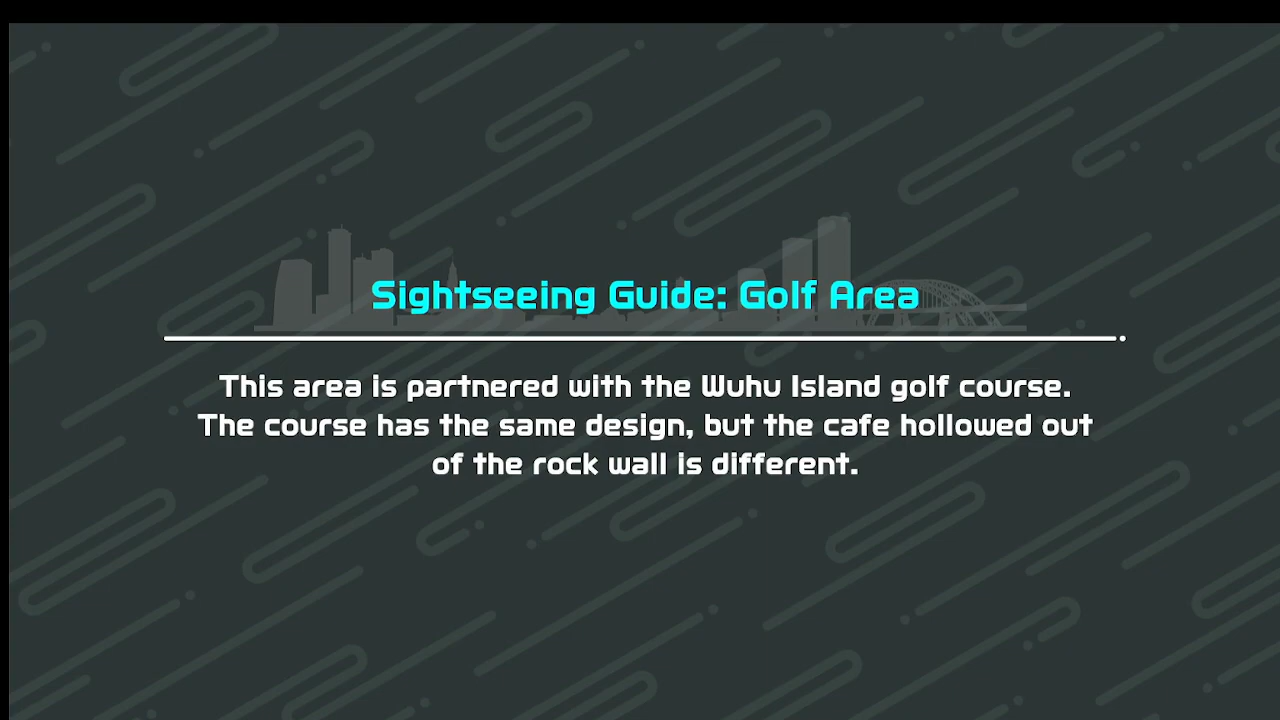 Sightseeing Guide: Golf Area
This area is partnered with the Wuhu Island golf course.
The course has the same design, but the cafe hollowed out
of the rock wall is different.